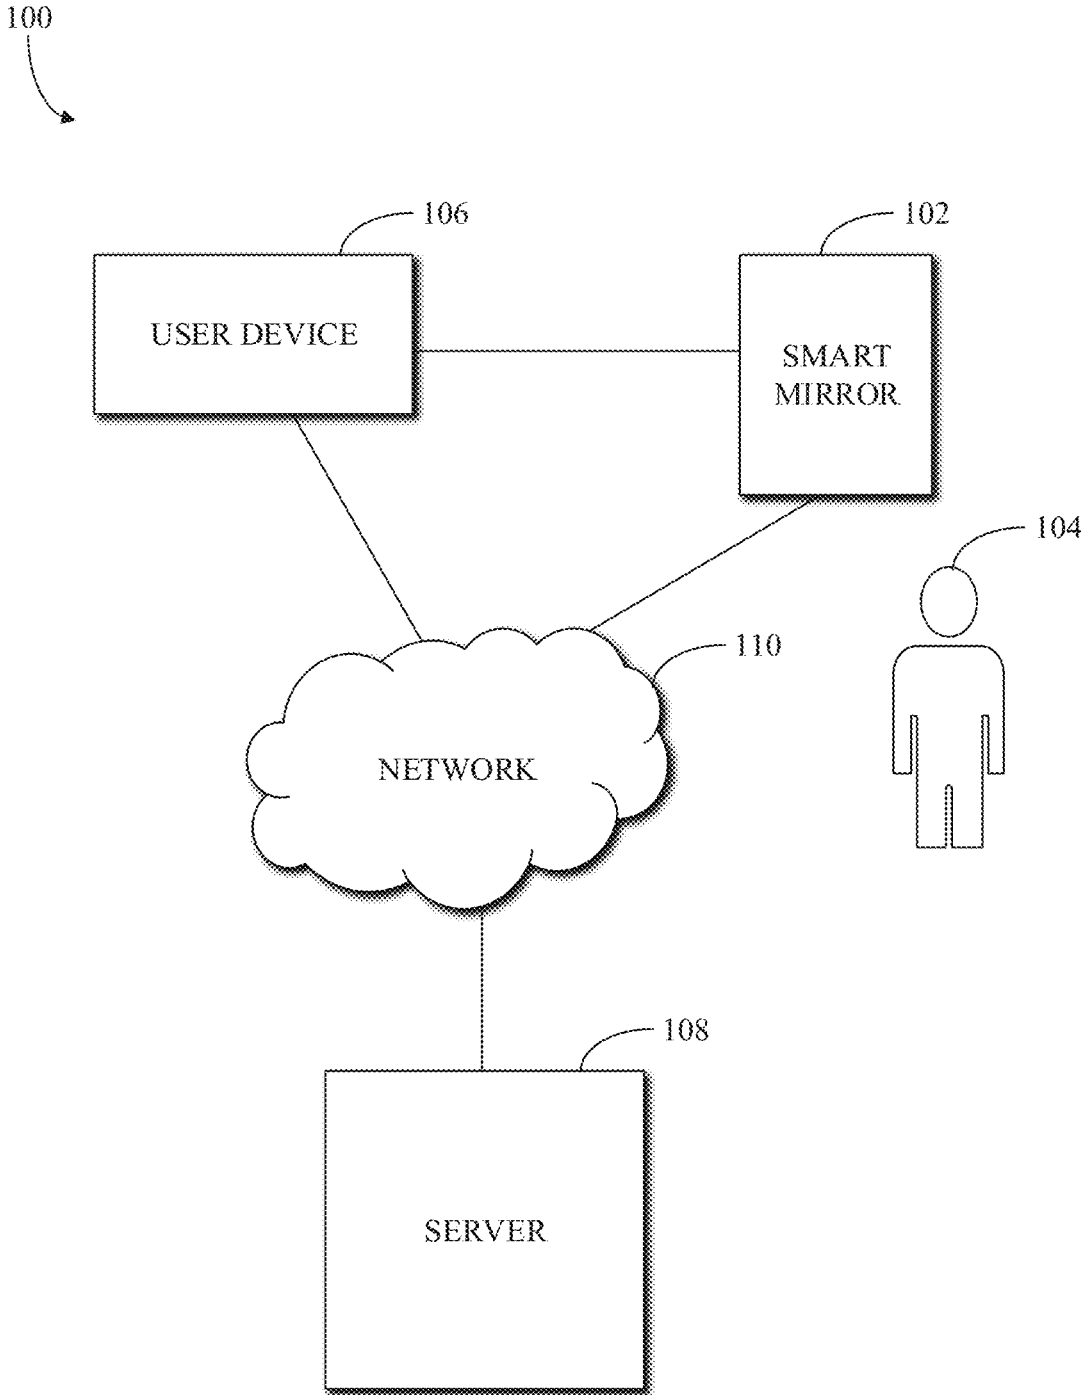 100
106
102
USER DEVICE
SMART
MIRROR
104
110
NETWORK
108
SERVER